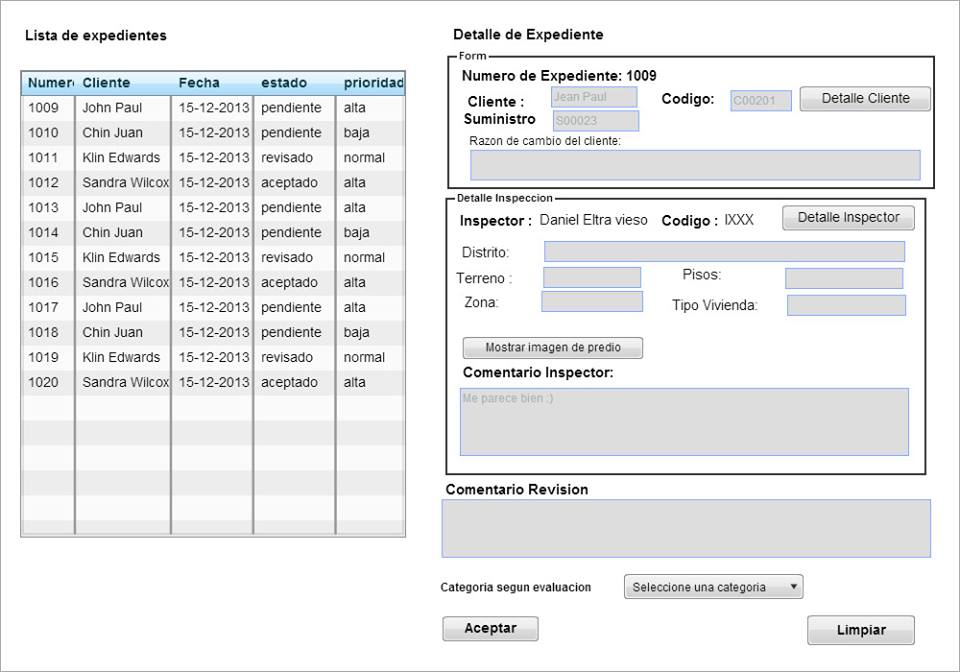 Lista de expedientes
Numero Cliente Fecha estado prioridad
1009 John Paul 15-12-2013 pendiente alta
1010 Chin Juan 15-12-2013 pendiente baja
1011 Klin Edwards 15-12-2013 revisado normal
1012 Sandra Wilcox 15-12-2013 aceptado alta
1013 John Paul 15-12-2013 pendiente alta
1014 Chin Juan 15-12-2013 pendiente baja
1015 Klin Edwards 15-12-2013 revisado normal
1016 Sandra Wilcox 15-12-2013 aceptado alta
1017 John Paul 15-12-2013 pendiente alta
1018 Chin Juan 15-12-2013 pendiente baja
1019 Klin Edwards 15-12-2013 revisado normal
1020 Sandra Wilcox 15-12-2013 aceptado alta
Detalle de Expediente
Form
Numero de Expediente: 1009
Cliente : Jean Paul Codigo: C00201 Detalle Cliente
Suministro S00023
Razon de cambio del cliente:
Detalle Inspeccion
Inspector : Daniel Eltra vieso Codigo : IXXX Detalle Inspector
Distrito:
Terreno : Pisos:
Zona: Tipo Vivienda:
Mostrar imagen de predio
Comentario Inspector:
Me parece bien :)
Comentario Revision
Categoria segun evaluacion Seleccione una categoria
Aceptar Limpiar